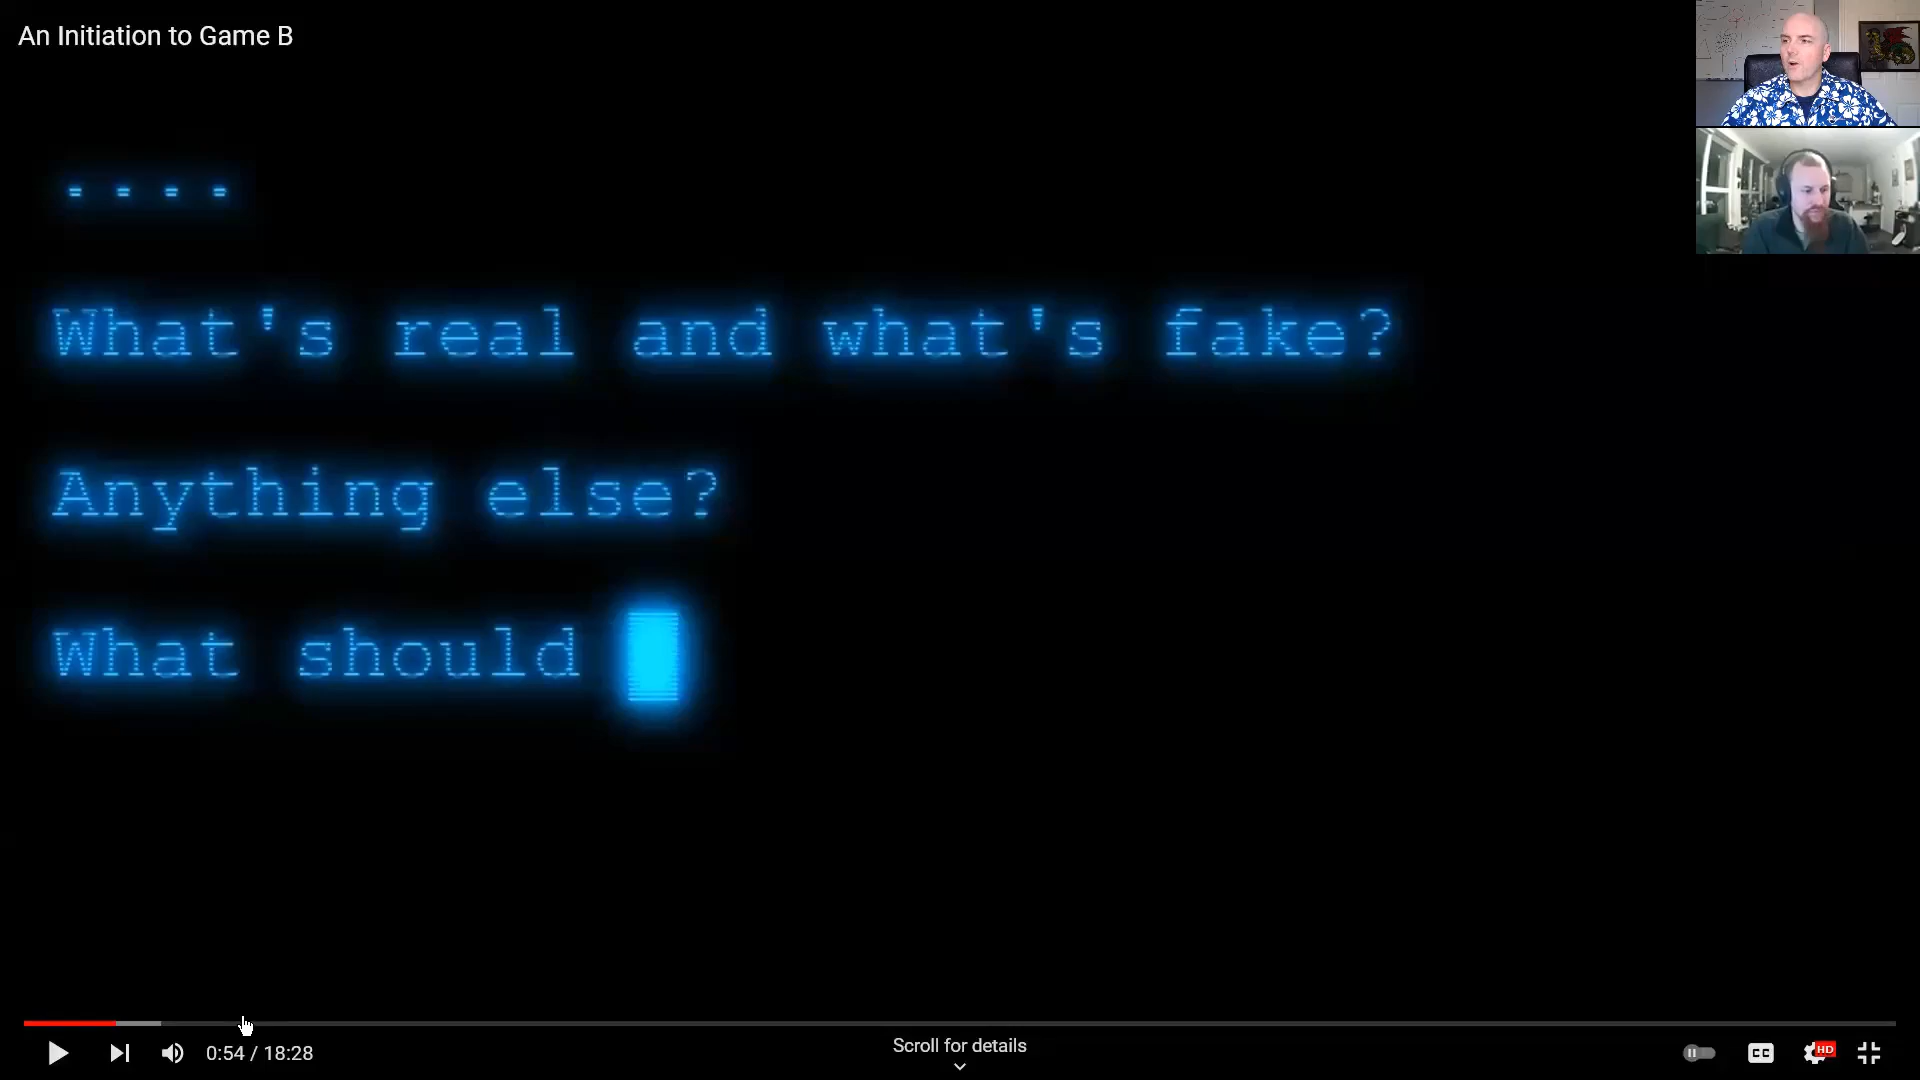 An Initiation to Game B
What's real and what's fake?
Anything else?
What should
0:54 / 18:28
Scroll for details
CC
HD